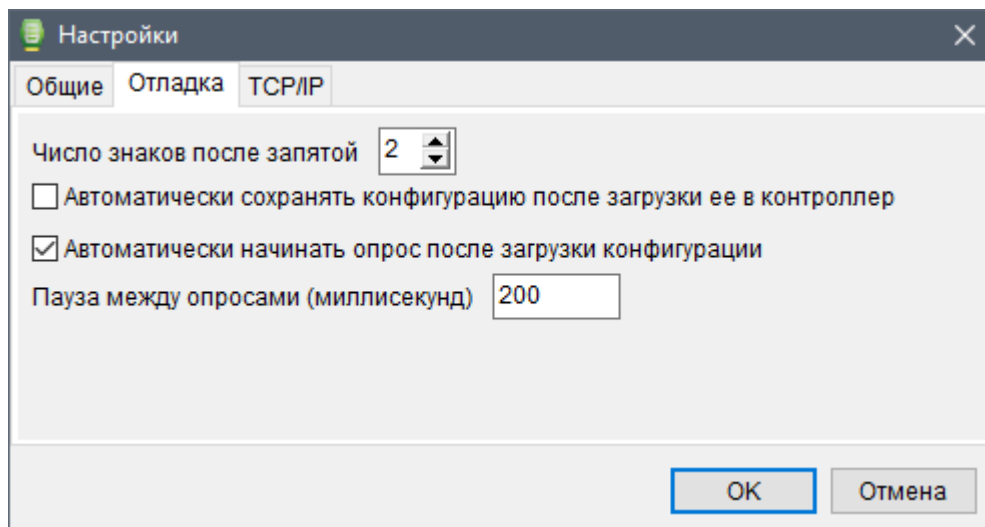 Настройки
Общие Отладка TCP/IP
Число знаков после запятой 2
Автоматически сохранять конфигурацию после загрузки ее в контроллер
Автоматически начинать опрос после загрузки конфигурации
Пауза между опросами (миллисекунд) 200
OK Отмена